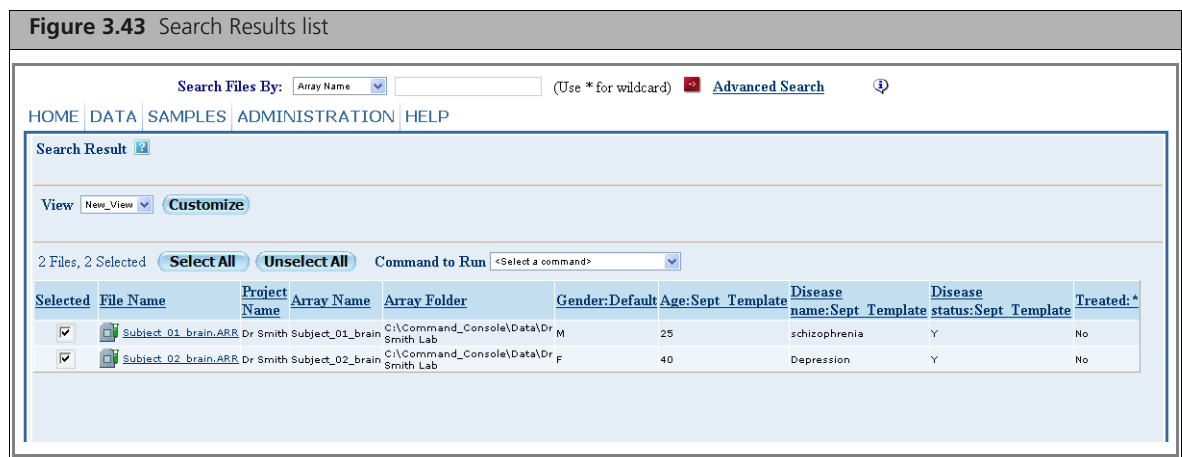 Figure 3.43 Search Results list
Search Files By: Array Name (Use * for wildcard) Advanced Search
HOME DATA SAMPLES ADMINISTRATION HELP
Search Result ?
View New_View Customize
2 Files, 2 Selected Select All Unselect All Command to Run <Select a command>
Selected File Name Project Name Array Name Array Folder Gender:Default Age:Sept_Template Disease name:Sept_Template Disease status:Sept_Template Treated:*
Subject_01_brain.ARR Dr Smith Subject_01_brain C:\Command_Console\Data\Dr Smith Lab M 25 schizophrenia Y No
Subject_02_brain.ARR Dr Smith Subject_02_brain C:\Command_Console\Data\Dr Smith Lab F 40 Depression Y No